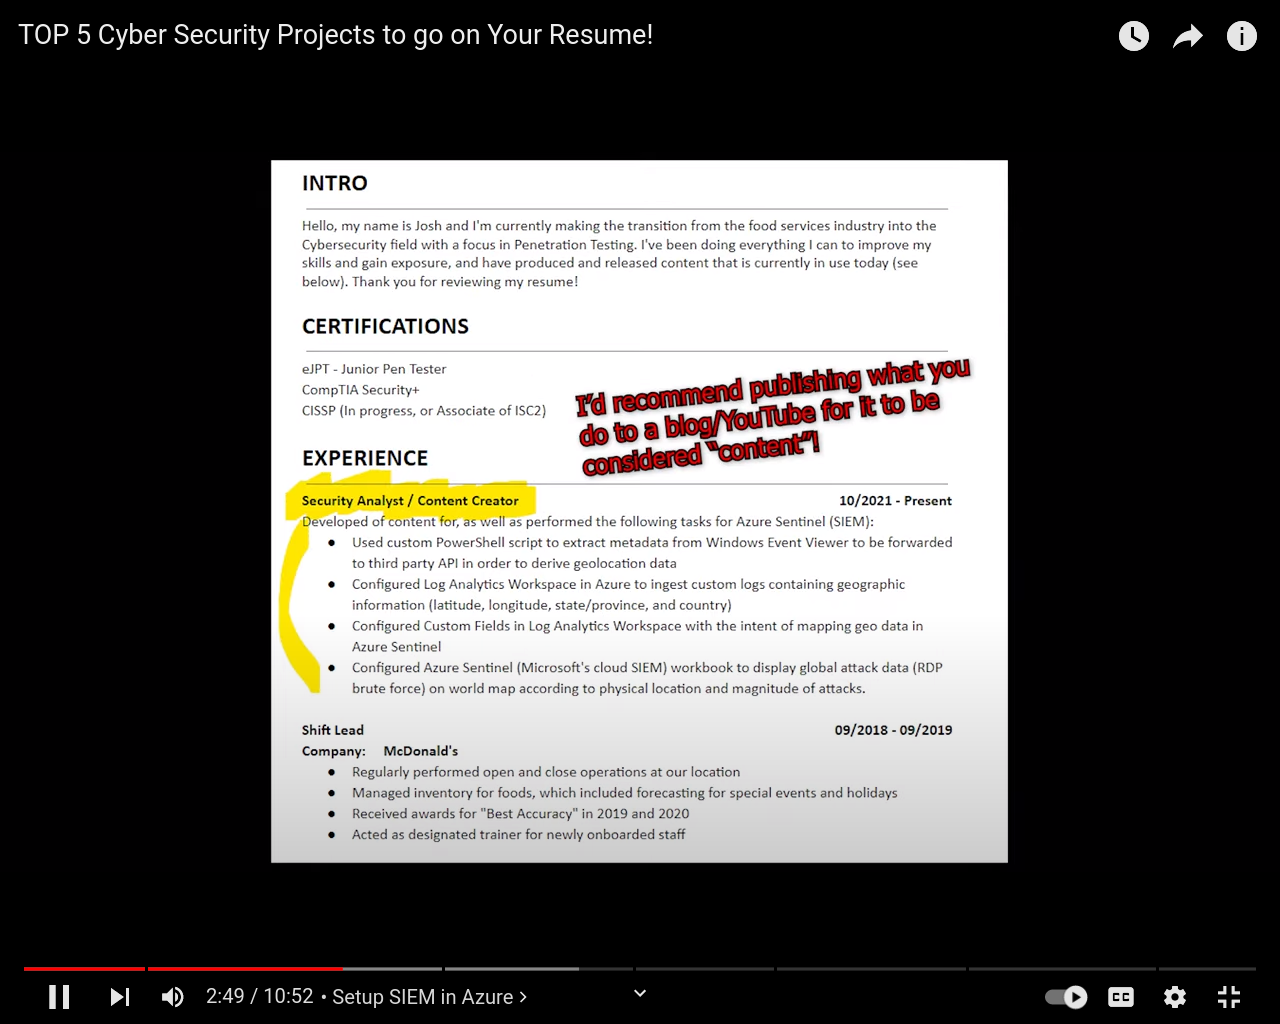 TOP 5 Cyber Security Projects to go on Your Resume!
INTRO
Hello, my name is Josh and I'm currently making the transition from the food services industry into the
Cybersecurity field with a focus in Penetration Testing. I've been doing everything I can to improve my
skills and gain exposure, and have produced and released content that is currently in use today (see
below). Thank you for reviewing my resume!
CERTIFICATIONS
eJPT - Junior Pen Tester
CompTIA Security+
CISSP (In progress, or Associate of ISC2)
I'd recommend publishing what you
do to a blog/YouTube for it to be
considered "content"!
EXPERIENCE
Security Analyst / Content Creator 10/2021 - Present
Developed of content for, as well as performed the following tasks for Azure Sentinel (SIEM):
● Used custom PowerShell script to extract metadata from Windows Event Viewer to be forwarded
to third party API in order to derive geolocation data
● Configured Log Analytics Workspace in Azure to ingest custom logs containing geographic
information (latitude, longitude, state/province, and country)
● Configured Custom Fields in Log Analytics Workspace with the intent of mapping geo data in
Azure Sentinel
● Configured Azure Sentinel (Microsoft's cloud SIEM) workbook to display global attack data (RDP
brute force) on world map according to physical location and magnitude of attacks.
Shift Lead 09/2018 - 09/2019
Company: McDonald's
● Regularly performed open and close operations at our location
● Managed inventory for foods, which included forecasting for special events and holidays
● Received awards for "Best Accuracy" in 2019 and 2020
● Acted as designated trainer for newly onboarded staff
2:49 / 10:52 • Setup SIEM in Azure >
CC